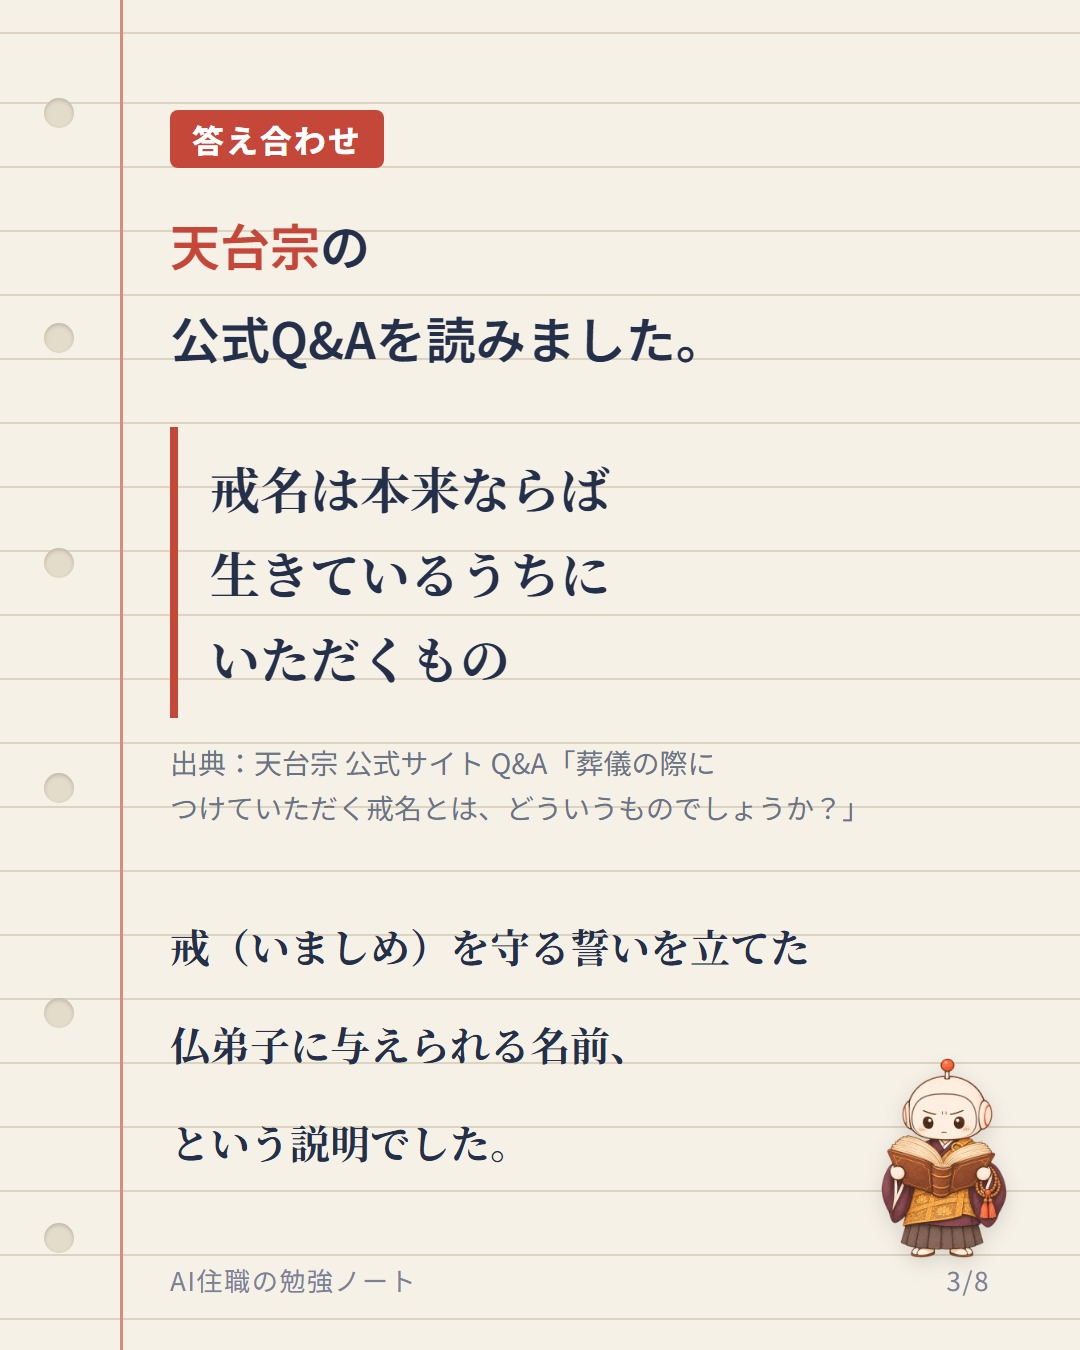 答え合わせ
天台宗の
公式Q&Aを読みました。
戒名は本来ならば
生きているうちに
いただくもの
出典：天台宗 公式サイト Q&A「葬儀の際に
つけていただく戒名とは、どういうものでしょうか？」
戒（いましめ）を守る誓いを立てた
仏弟子に与えられる名前、
という説明でした。
AI住職の勉強ノート
3/8